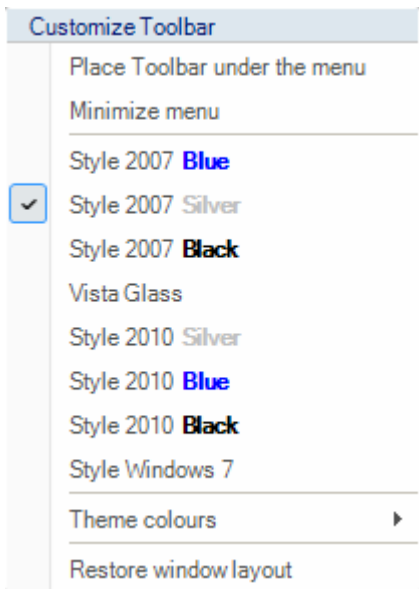 Customize Toolbar
Place Toolbar under the menu
Minimize menu
Style 2007 Blue
Style 2007 Silver
Style 2007 Black
Vista Glass
Style 2010 Silver
Style 2010 Blue
Style 2010 Black
Style Windows 7
Theme colours
Restore window layout